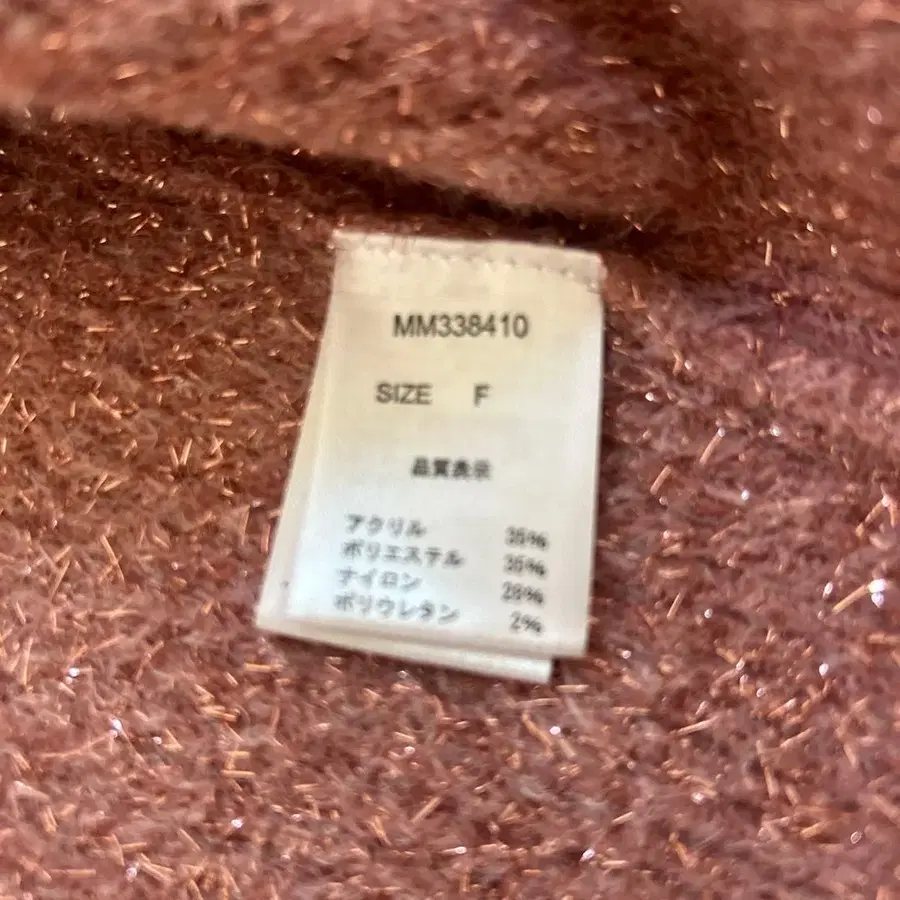 MM338410
SIZE F
品質表示
アクリル 35%
ポリエステル 35%
ナイロン 28%
ポリウレタン 2%